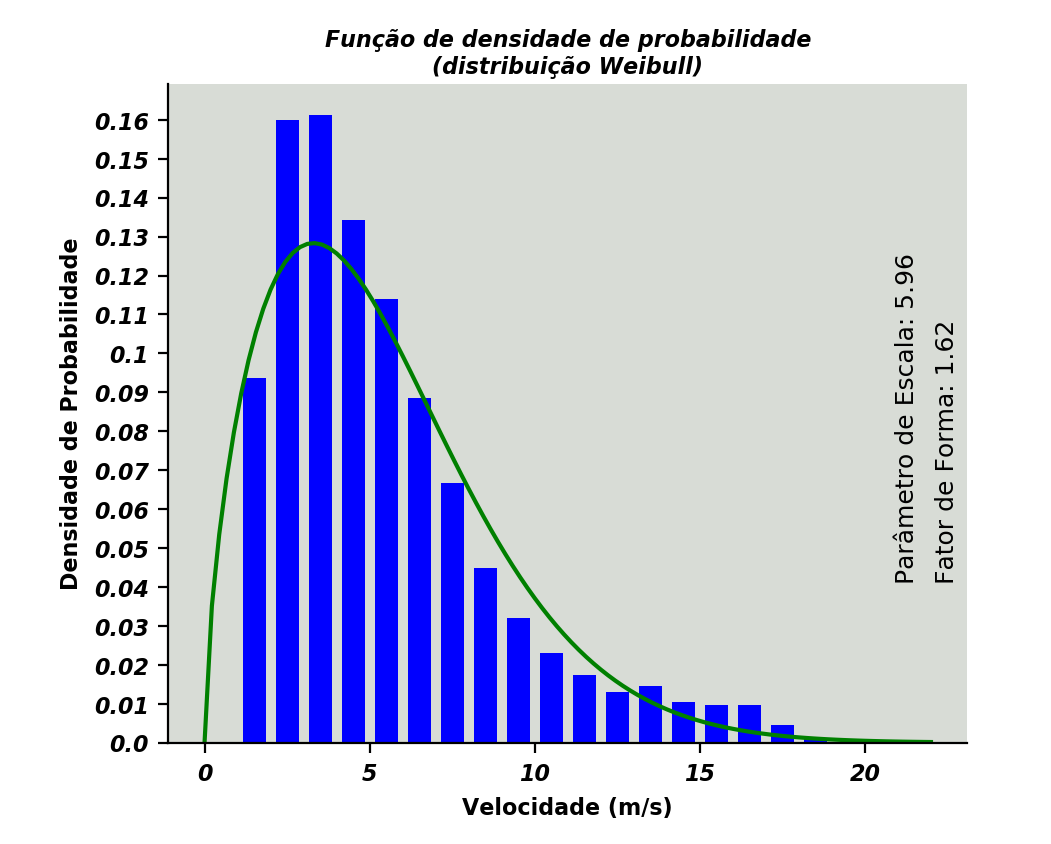 Função de densidade de probabilidade
(distribuição Weibull)
Densidade de Probabilidade
0.16
0.15
0.14
0.13
0.12
0.11
0.1
0.09
0.08
0.07
0.06
0.05
0.04
0.03
0.02
0.01
0.0
Parâmetro de Escala: 5.96
Fator de Forma: 1.62
0 5 10 15 20
Velocidade (m/s)